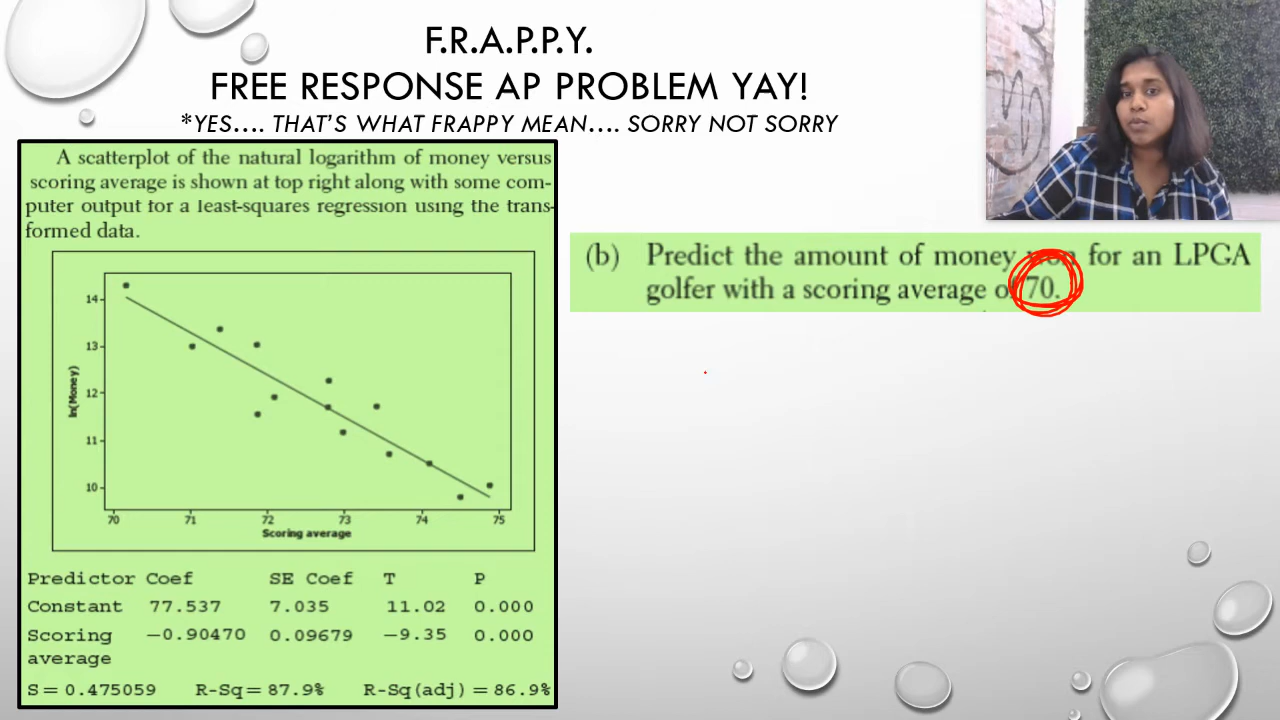 F.R.A.P.P.Y.
FREE RESPONSE AP PROBLEM YAY!
*YES.... THAT'S WHAT FRAPPY MEAN.... SORRY NOT SORRY
A scatterplot of the natural logarithm of money versus
scoring average is shown at top right along with some com-
puter output for a least-squares regression using the trans-
formed data.
14
13
12
11
10
ln(Money)
70 71 72 73 74 75
Scoring average
Predictor Coef SE Coef T P
Constant 77.537 7.035 11.02 0.000
Scoring −0.90470 0.09679 −9.35 0.000
average
S = 0.475059 R-Sq = 87.9% R-Sq(adj) = 86.9%
(b) Predict the amount of money won for an LPGA
golfer with a scoring average of 70.